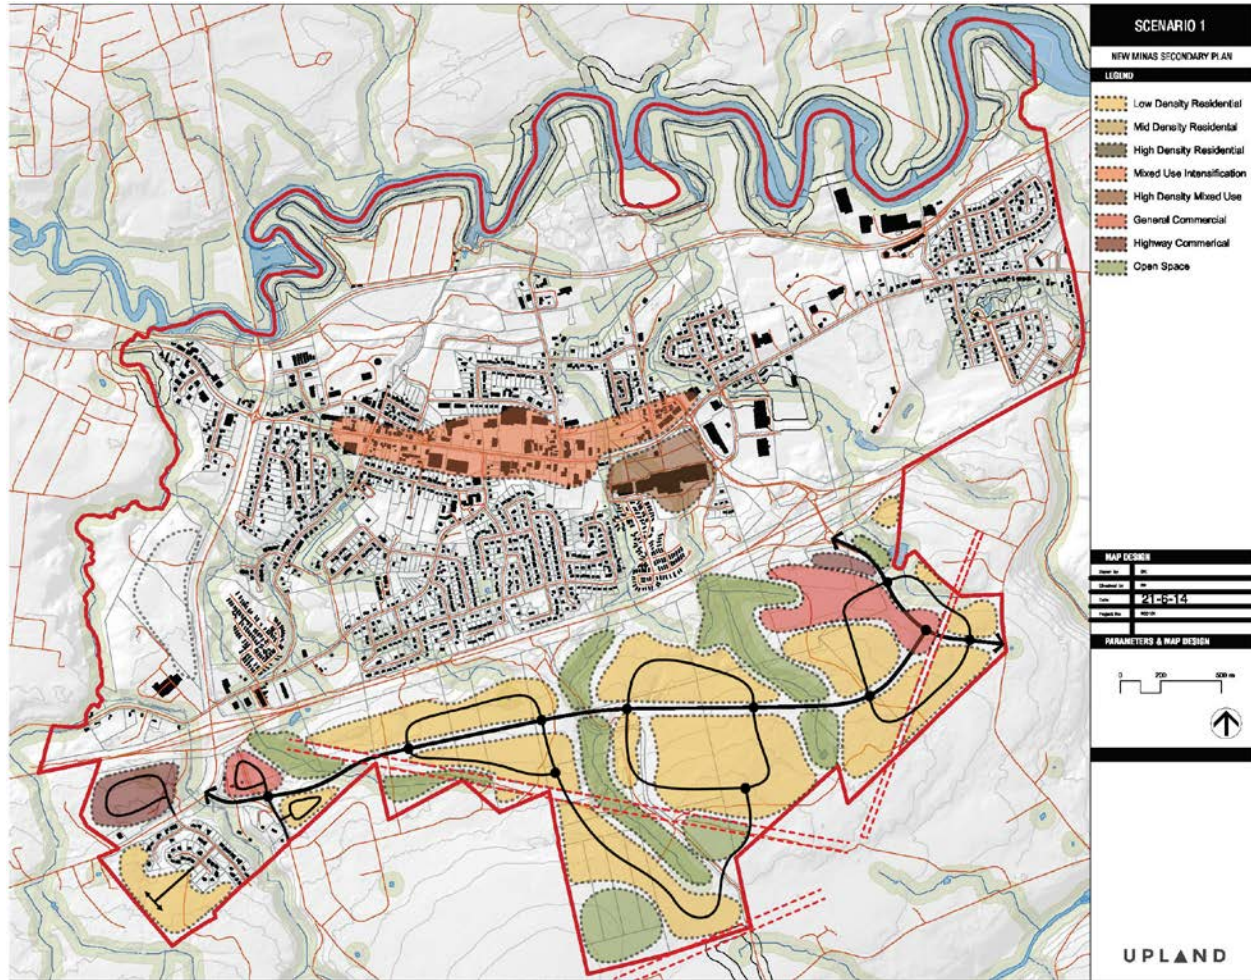 SCENARIO 1
NEW MINAS SECONDARY PLAN
LEGEND
Low Density Residential
Mid Density Residental
High Density Residential
Mixed Use Intensification
High Density Mixed Use
General Commercial
Highway Commerical
Open Space
MAP DESIGN
21-6-14
PARAMETERS & MAP DESIGN
0 200 500 m
UPLAND